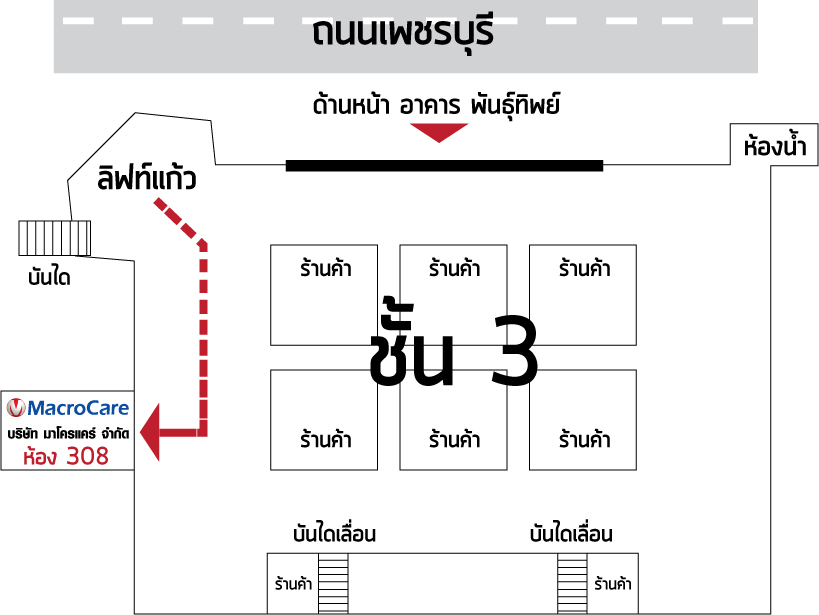 ถนนเพชรบุรี
ด้านหน้า อาคาร พันธุ์ทิพย์
ห้องน้ำ
ลิฟท์แก้ว
บันได
ร้านค้า
ร้านค้า
ร้านค้า
ชั้น 3
ร้านค้า
ร้านค้า
ร้านค้า
MacroCare
บริษัท มาโครแคร์ จำกัด
ห้อง 308
บันไดเลื่อน
บันไดเลื่อน
ร้านค้า
ร้านค้า